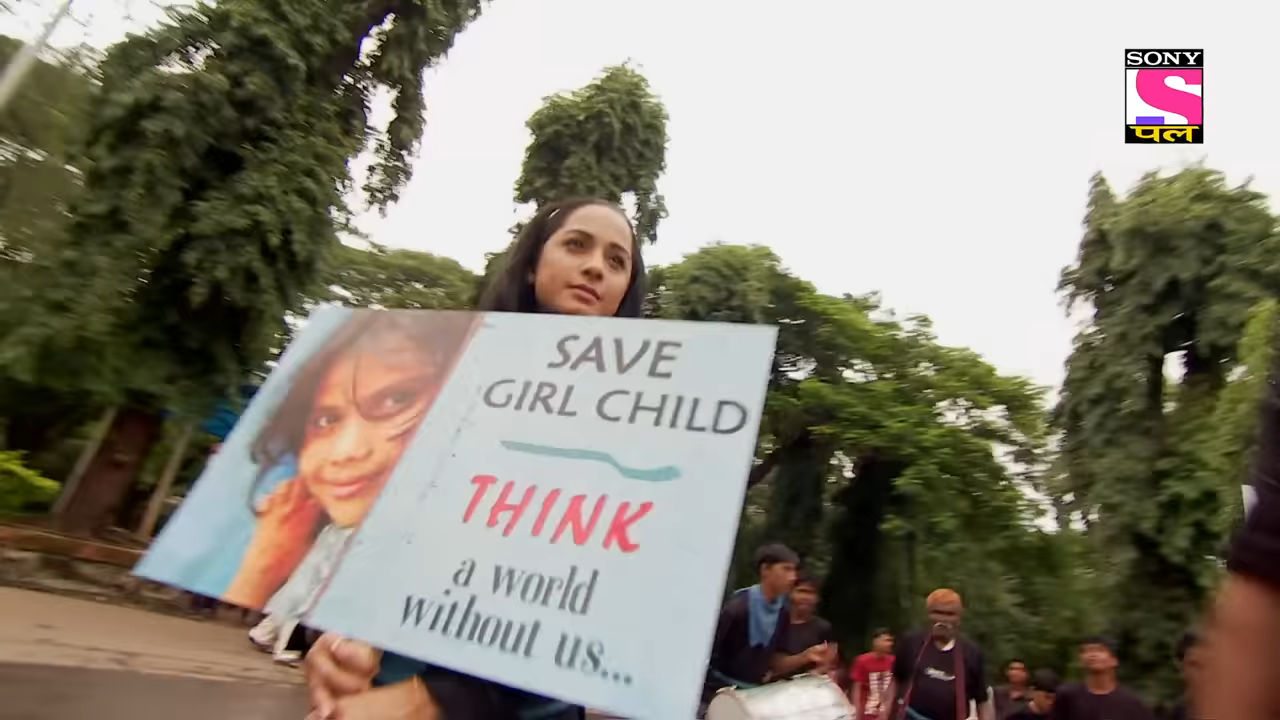 SONY
S
पल
SAVE
GIRL CHILD
THINK
a world
without us...